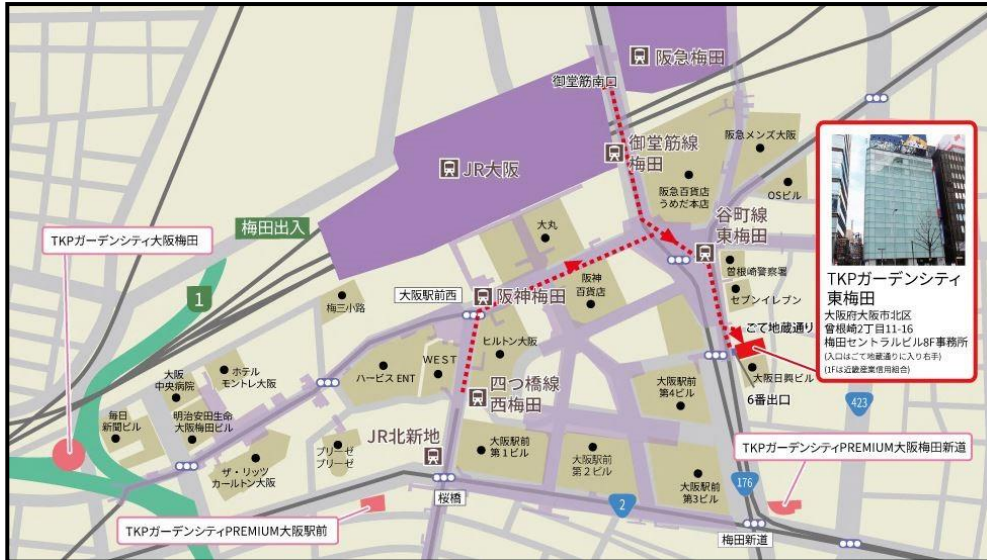 阪急梅田
御堂筋南口
阪急メンズ大阪
御堂筋線
梅田
JR大阪
阪急百貨店
うめだ本店
OSビル
大丸
梅田出入
TKPガーデンシティ大阪梅田
谷町線
東梅田
曽根崎警察署
セブンイレブン
TKPガーデンシティ
東梅田
大阪府大阪市北区
曾根崎2丁目11-16
梅田セントラルビル8F事務所
(入口はごて地蔵通りに入り右手)
(1Fは近畿産業信用組合)
1
大阪駅前西
阪神梅田
阪神
百貨店
梅三小路
ごて地蔵通り
ヒルトン大阪
WEST
ハービス ENT
ホテル
モントレ大阪
大阪
中央病院
四つ橋線
西梅田
大阪駅前
第4ビル
大阪日興ビル
6番出口
423
毎日
新聞ビル
明治安田生命
大阪梅田ビル
JR北新地
ブリーゼ
ブリーゼ
ザ・リッツ
カールトン大阪
大阪駅前
第1ビル
大阪駅前
第2ビル
大阪駅前
第3ビル
TKPガーデンシティPREMIUM大阪梅田新道
176
2
桜橋
TKPガーデンシティPREMIUM大阪駅前
梅田新道